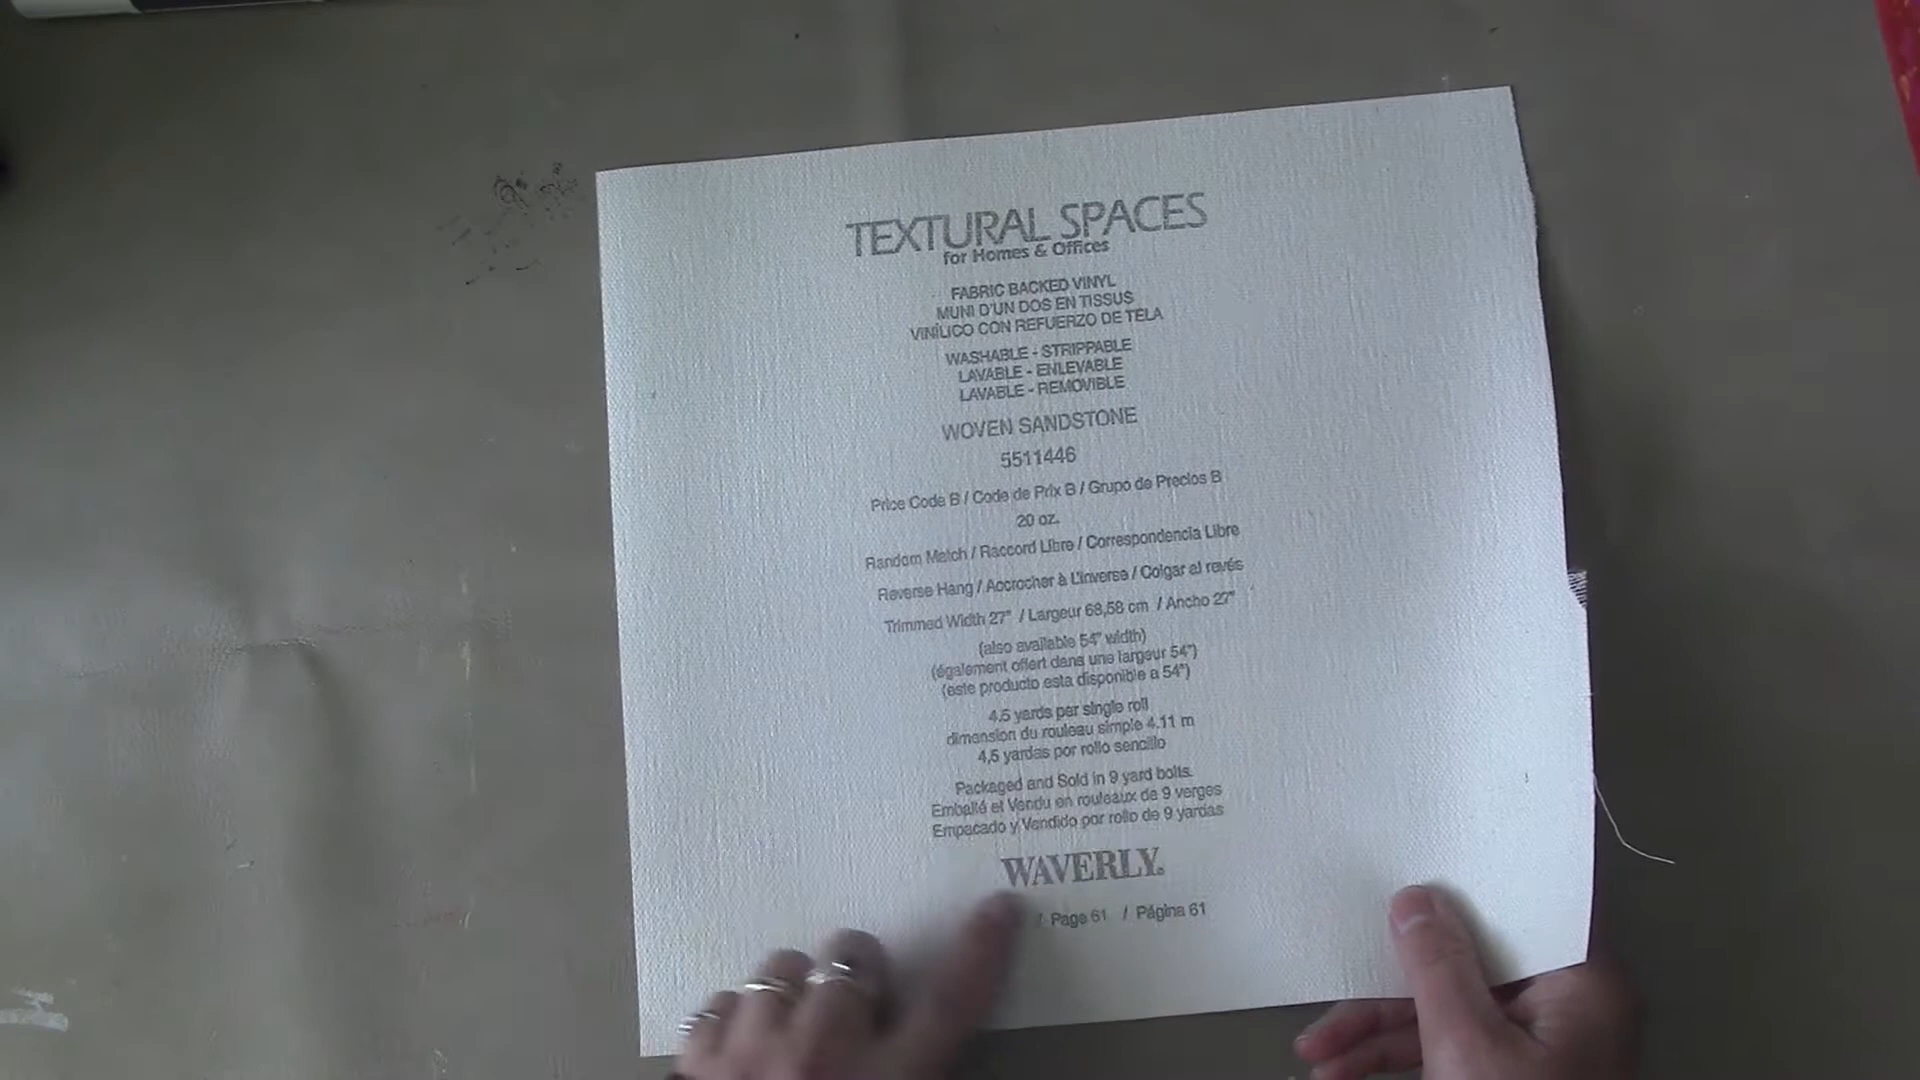 TEXTURAL SPACES
for Homes & Offices
FABRIC BACKED VINYL
MUNI D'UN DOS EN TISSUS
VINÍLICO CON REFUERZO DE TELA
WASHABLE - STRIPPABLE
LAVABLE - ENLEVABLE
LAVABLE - REMOVIBLE
WOVEN SANDSTONE
5511446
Price Code B / Code de Prix B / Grupo de Precios B
20 oz.
Random Match / Raccord Libre / Correspondencia Libre
Reverse Hang / Accrocher à L'inverse / Colgar al revés
Trimmed Width 27" / Largeur 68,58 cm / Ancho 27"
(also available 54" width)
(également offert dans une largeur 54")
(este producto esta disponible a 54")
4.5 yards per single roll
dimension du rouleau simple 4.11 m
4,5 yardas por rollo sencillo
Packaged and Sold in 9 yard bolts.
Emballé et Vendu en rouleaux de 9 verges
Empacado y Vendido por rollo de 9 yardas
WAVERLY®
/ Page 61 / Página 61